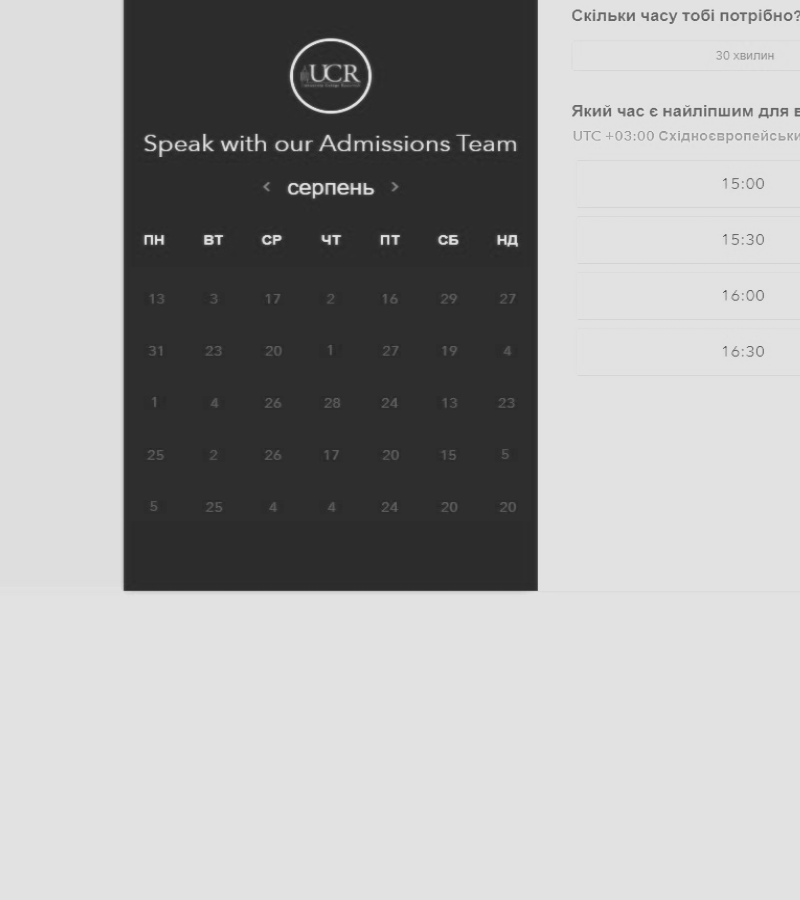 UCR
Speak with our Admissions Team
< серпень >
ПН ВТ СР ЧТ ПТ СБ НД
13 3 17 2 16 29 27
31 23 20 1 27 19 4
1 4 26 28 24 13 23
25 2 26 17 20 15 5
5 25 4 4 24 20 20
Скільки часу тобі потрібно?
30 хвилин
Який час є найліпшим для
UTC +03:00
15:00
15:30
16:00
16:30